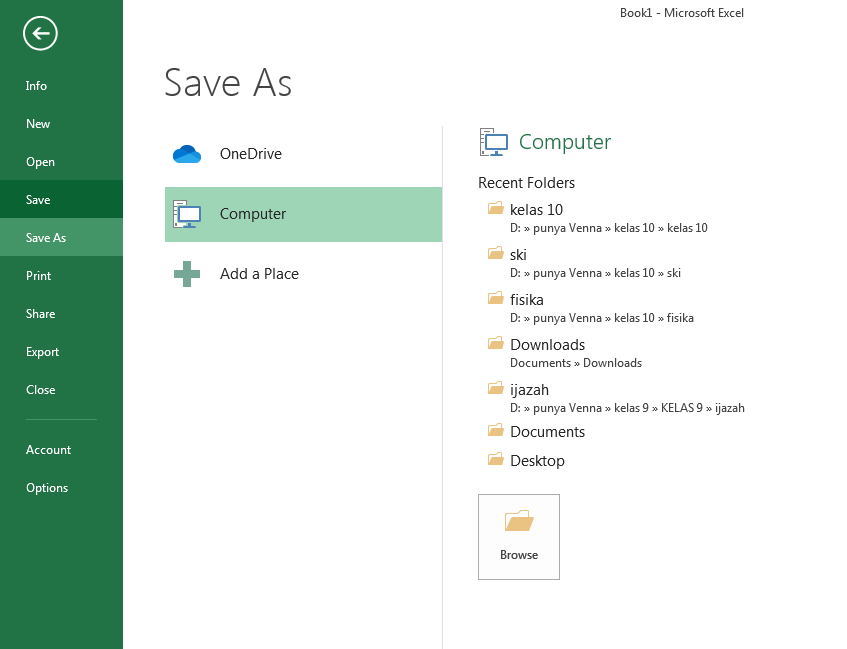 Book1 - Microsoft Excel
Info
New
Open
Save
Save As
Print
Share
Export
Close
Account
Options
Save As
OneDrive
Computer
Add a Place
Computer
Recent Folders
kelas 10
D: » punya Venna » kelas 10 » kelas 10
ski
D: » punya Venna » kelas 10 » ski
fisika
D: » punya Venna » kelas 10 » fisika
Downloads
Documents » Downloads
ijazah
D: » punya Venna » kelas 9 » KELAS 9 » ijazah
Documents
Desktop
Browse